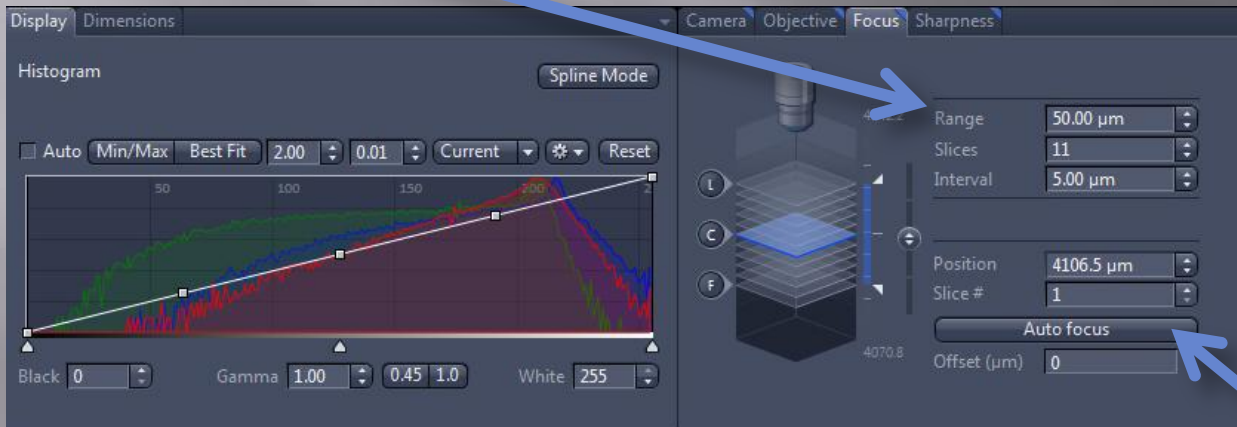 Display Dimensions
Camera Objective Focus Sharpness
Histogram
Spline Mode
Auto Min/Max Best Fit 2.00 0.01 Current Reset
50 100 150 200
Black 0 Gamma 1.00 0.45 1.0 White 255
L
C
F
4070.8
Range 50.00 µm
Slices 11
Interval 5.00 µm
Position 4106.5 µm
Slice # 1
Auto focus
Offset (µm) 0